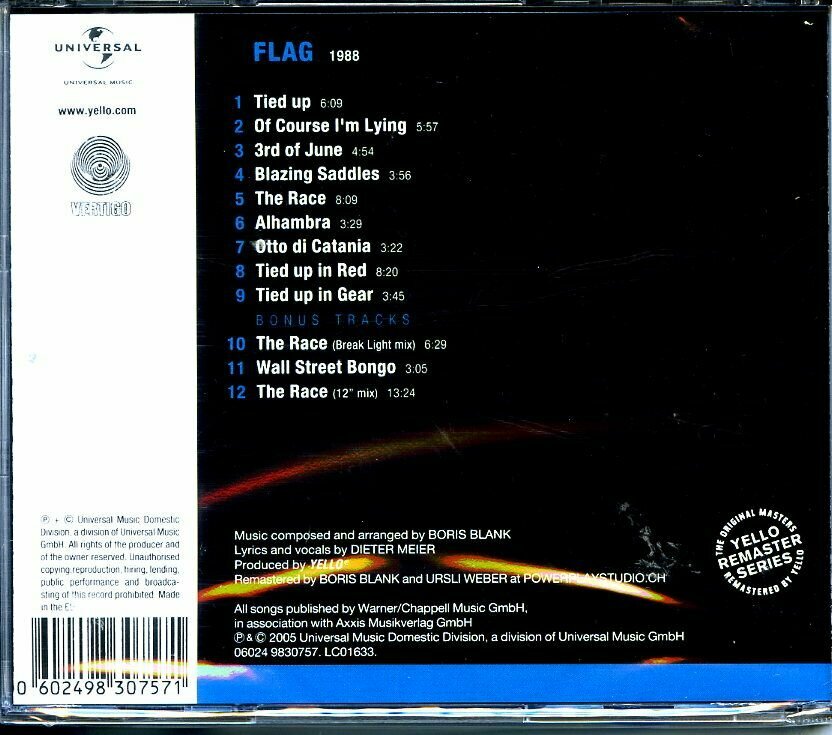 UNIVERSAL
UNIVERSAL MUSIC
www.yello.com
VERTIGO
FLAG 1988
1 Tied up 6:09
2 Of Course I'm Lying 5:57
3 3rd of June 4:54
4 Blazing Saddles 3:56
5 The Race 8:09
6 Alhambra 3:29
7 Otto di Catania 3:22
8 Tied up in Red 8:20
9 Tied up in Gear 3:45
BONUS TRACKS
10 The Race (Break Light mix) 6:29
11 Wall Street Bongo 3:05
12 The Race (12" mix) 13:24
℗ + © Universal Music Domestic
Division, a division of Universal Music
GmbH. All rights of the producer and
of the owner reserved. Unauthorised
copying, reproduction, hiring, lending,
public performance and broadcas-
ting of this record prohibited. Made
in the E
0 602498 307571
Music composed and arranged by BORIS BLANK
Lyrics and vocals by DIETER MEIER
Produced by YELLO
Remastered by BORIS BLANK and URSLI WEBER at POWERPLAYSTUDIO.CH
All songs published by Warner/Chappell Music GmbH,
in association with Axxis Musikverlag GmbH
℗ & © 2005 Universal Music Domestic Division, a division of Universal Music GmbH
06024 9830757. LC01633.
THE ORIGINAL MASTERS
YELLO
REMASTER
SERIES
REMASTERED BY YELLO